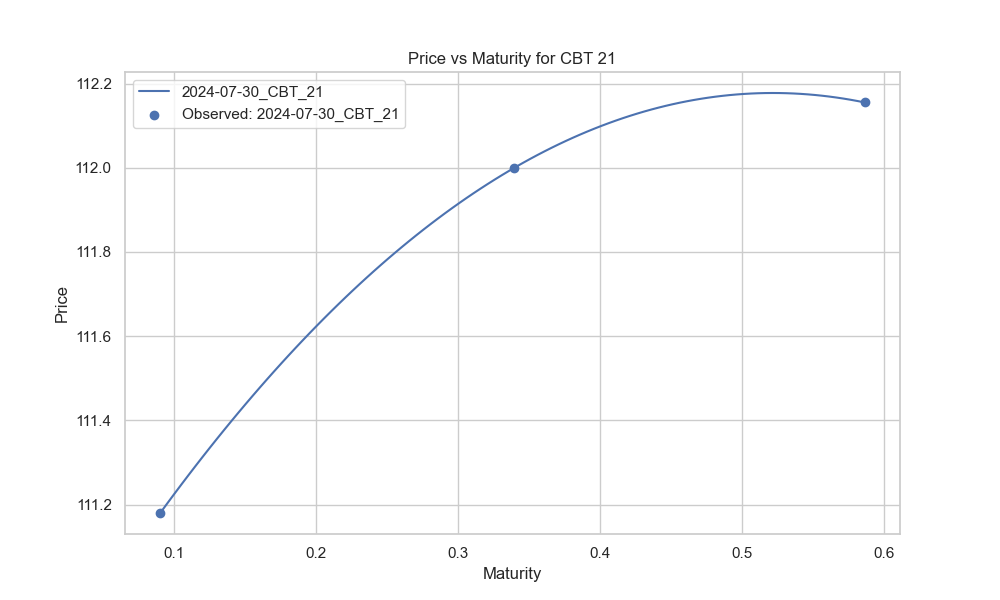 Price vs Maturity for CBT 21
2024-07-30_CBT_21
Observed: 2024-07-30_CBT_21
Price
112.2
112.0
111.8
111.6
111.4
111.2
0.1 0.2 0.3 0.4 0.5 0.6
Maturity